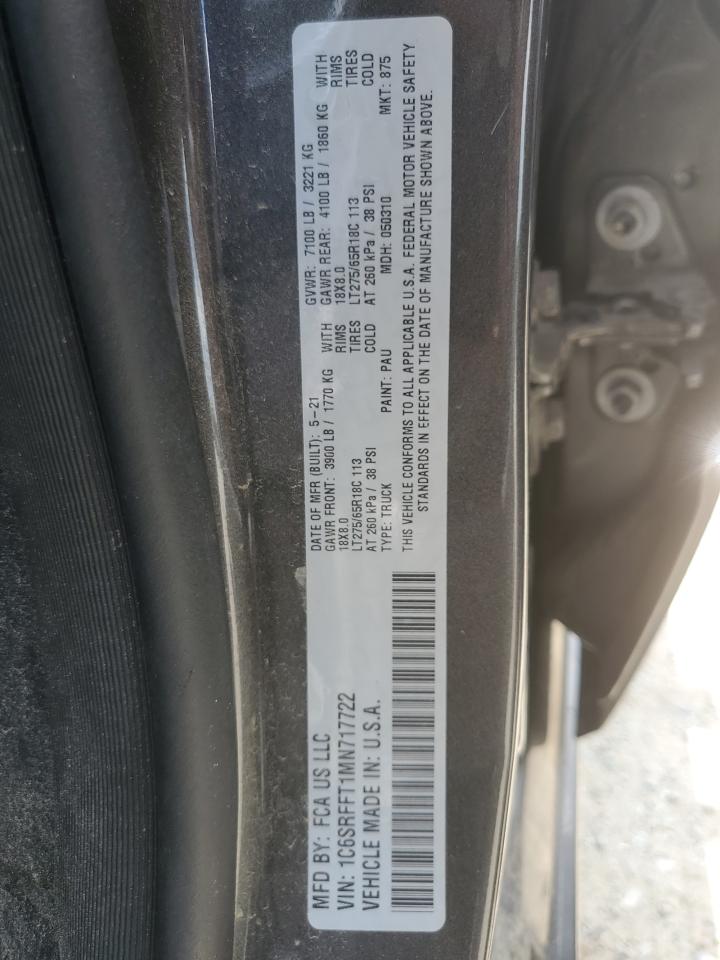 MFD BY: FCA US LLC
VIN: 1C6SRFFT1MN717722
VEHICLE MADE IN: U.S.A.
DATE OF MFR (BUILT): 5-21 GVWR: 7100 LB / 3221 KG
GAWR FRONT: 3900 LB / 1770 KG WITH GAWR REAR: 4100 LB / 1860 KG WITH
18X8.0 RIMS 18X8.0 RIMS
LT275/65R18C 113 TIRES LT275/65R18C 113 TIRES
AT 260 kPa / 38 PSI COLD AT 260 kPa / 38 PSI COLD
TYPE: TRUCK PAINT: PAU MDH: 050310 MKT: 875
THIS VEHICLE CONFORMS TO ALL APPLICABLE U.S.A. FEDERAL MOTOR VEHICLE SAFETY
STANDARDS IN EFFECT ON THE DATE OF MANUFACTURE SHOWN ABOVE.